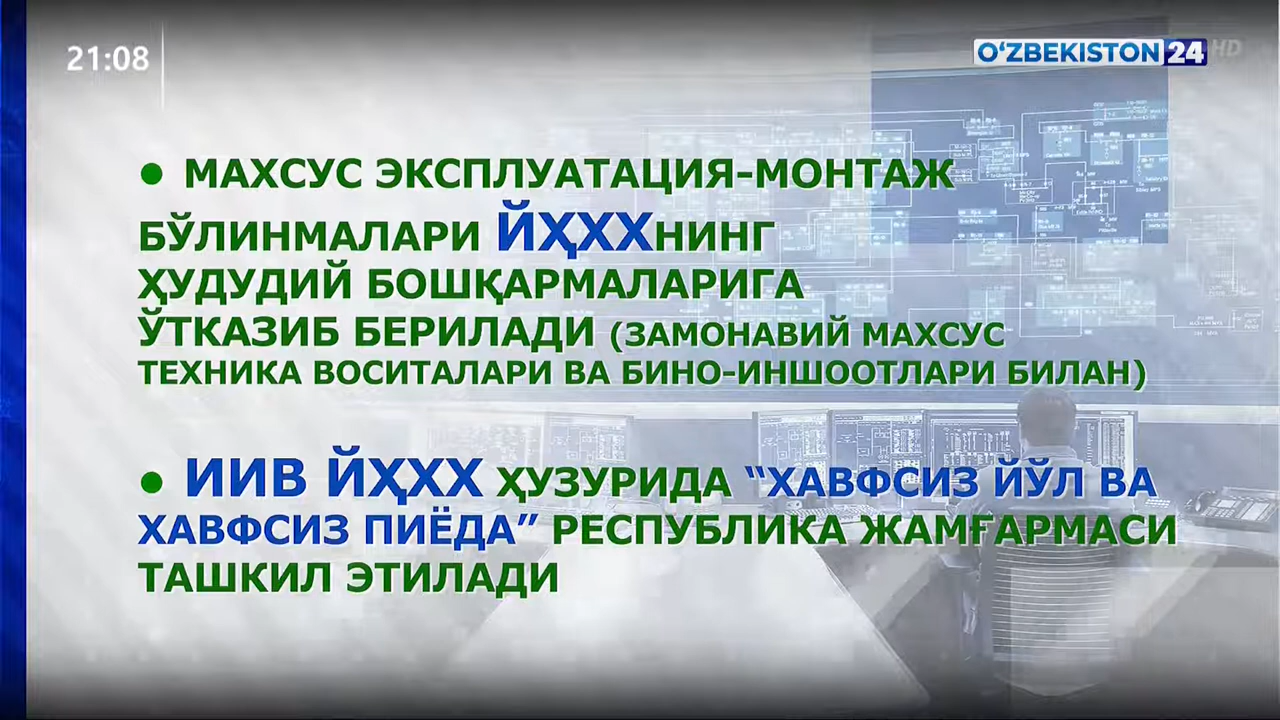 21:08
OʻZBEKISTON 24 HD
● МАХСУС ЭКСПЛУАТАЦИЯ-МОНТАЖ
БЎЛИНМАЛАРИ ЙҲХХНИНГ
ҲУДУДИЙ БОШҚАРМАЛАРИГА
ЎТКАЗИБ БЕРИЛАДИ (ЗАМОНАВИЙ МАХСУС
ТЕХНИКА ВОСИТАЛАРИ ВА БИНО-ИНШООТЛАРИ БИЛАН)
● ИИВ ЙҲХХ ҲУЗУРИДА “ХАВФСИЗ ЙЎЛ ВА
ХАВФСИЗ ПИЁДА” РЕСПУБЛИКА ЖАМҒАРМАСИ
ТАШКИЛ ЭТИЛАДИ